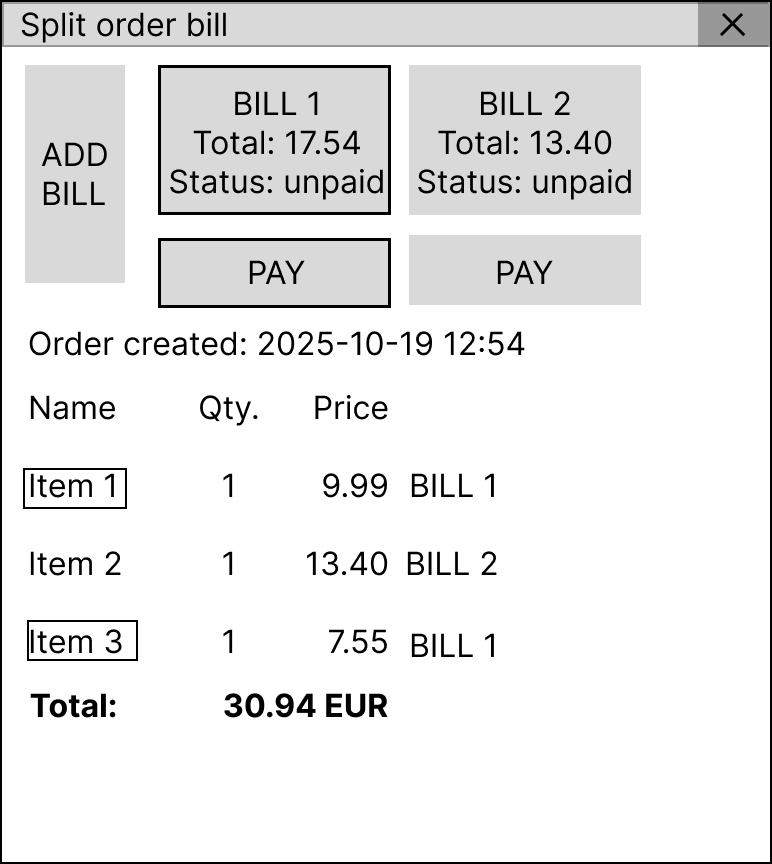 Split order bill
ADD
BILL
BILL 1
Total: 17.54
Status: unpaid
PAY
BILL 2
Total: 13.40
Status: unpaid
PAY
Order created: 2025-10-19 12:54
Name Qty. Price
Item 1 1 9.99 BILL 1
Item 2 1 13.40 BILL 2
Item 3 1 7.55 BILL 1
Total: 30.94 EUR